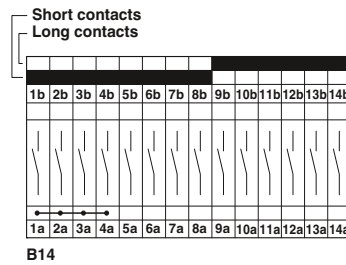 Short contacts
Long contacts
1b 2b 3b 4b 5b 6b 7b 8b 9b 10b 11b 12b 13b 14b
1a 2a 3a 4a 5a 6a 7a 8a 9a 10a 11a 12a 13a 14a
B14